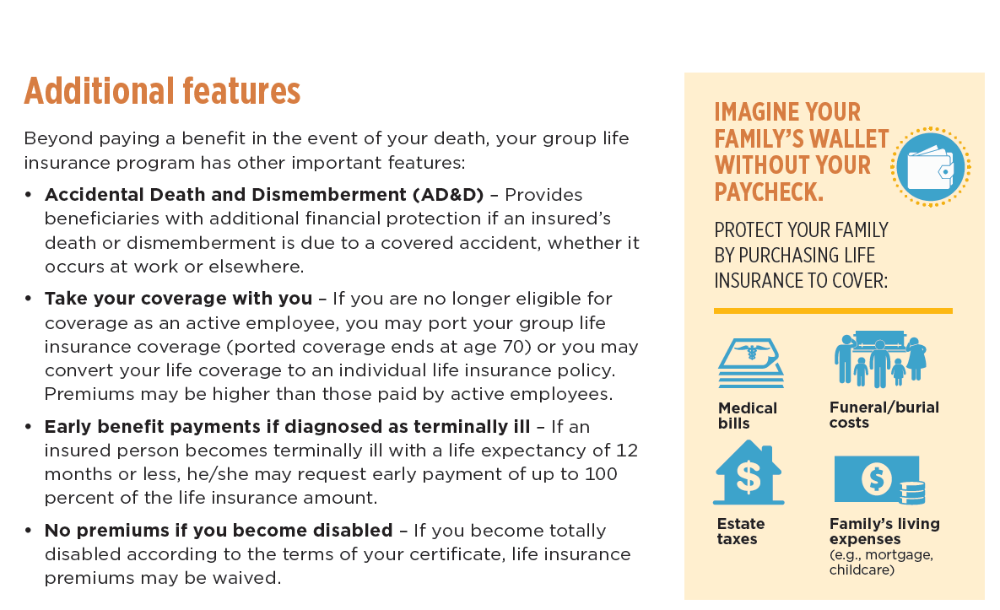 Additional features
Beyond paying a benefit in the event of your death, your group life
insurance program has other important features:
• Accidental Death and Dismemberment (AD&D) – Provides
beneficiaries with additional financial protection if an insured's
death or dismemberment is due to a covered accident, whether it
occurs at work or elsewhere.
• Take your coverage with you – If you are no longer eligible for
coverage as an active employee, you may port your group life
insurance coverage (ported coverage ends at age 70) or you may
convert your life coverage to an individual life insurance policy.
Premiums may be higher than those paid by active employees.
• Early benefit payments if diagnosed as terminally ill – If an
insured person becomes terminally ill with a life expectancy of 12
months or less, he/she may request early payment of up to 100
percent of the life insurance amount.
• No premiums if you become disabled – If you become totally
disabled according to the terms of your certificate, life insurance
premiums may be waived.
IMAGINE YOUR
FAMILY'S WALLET
WITHOUT YOUR
PAYCHECK.
PROTECT YOUR FAMILY
BY PURCHASING LIFE
INSURANCE TO COVER:
Medical
bills
Funeral/burial
costs
$
$
Estate
taxes
Family's living
expenses
(e.g., mortgage,
childcare)